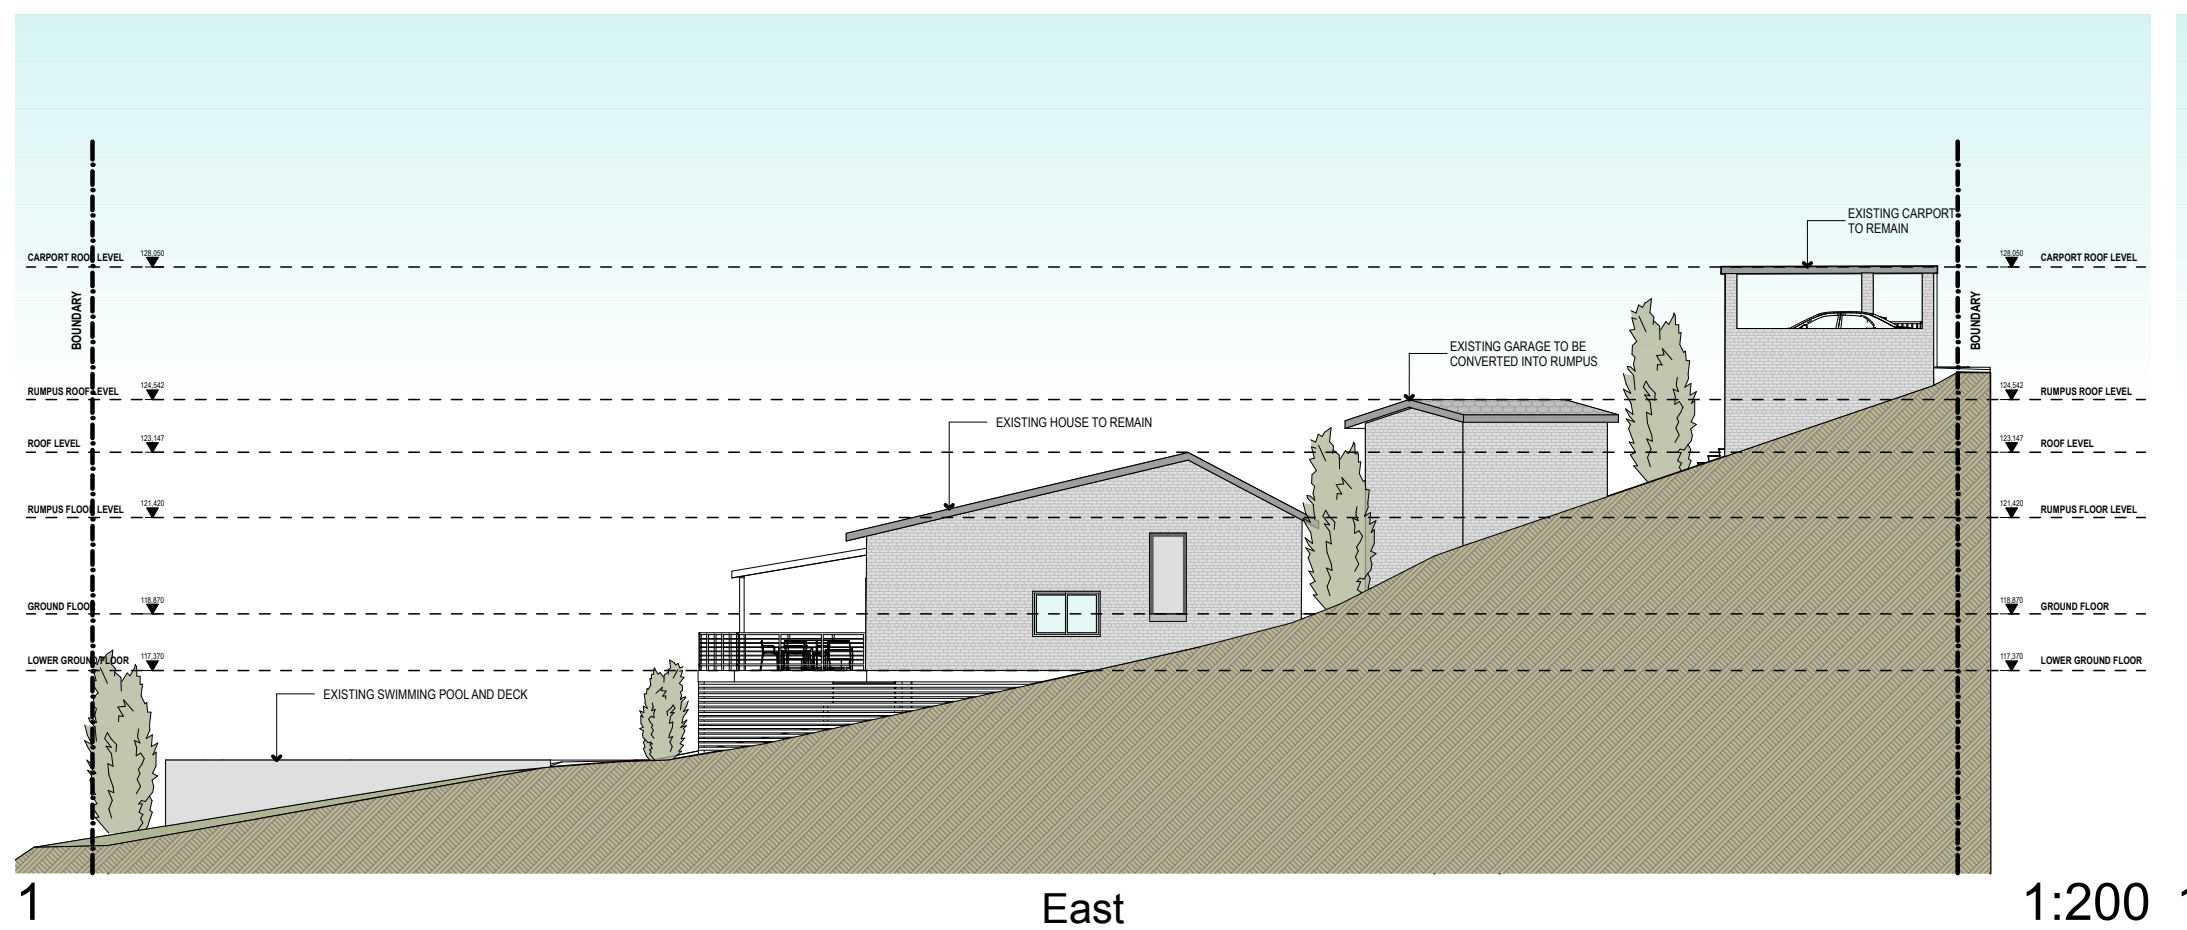 EXISTING CARPORT
TO REMAIN
CARPORT ROOF LEVEL 128,050
128,050 CARPORT ROOF LEVEL
BOUNDARY
BOUNDARY
EXISTING GARAGE TO BE
CONVERTED INTO RUMPUS
RUMPUS ROOF LEVEL 124,542
124,542 RUMPUS ROOF LEVEL
EXISTING HOUSE TO REMAIN
ROOF LEVEL 123,147
123,147 ROOF LEVEL
RUMPUS FLOOR LEVEL 121,420
121,420 RUMPUS FLOOR LEVEL
GROUND FLOOR 118,870
118,870 GROUND FLOOR
LOWER GROUND FLOOR 117,370
117,370 LOWER GROUND FLOOR
EXISTING SWIMMING POOL AND DECK
1
East
1:200